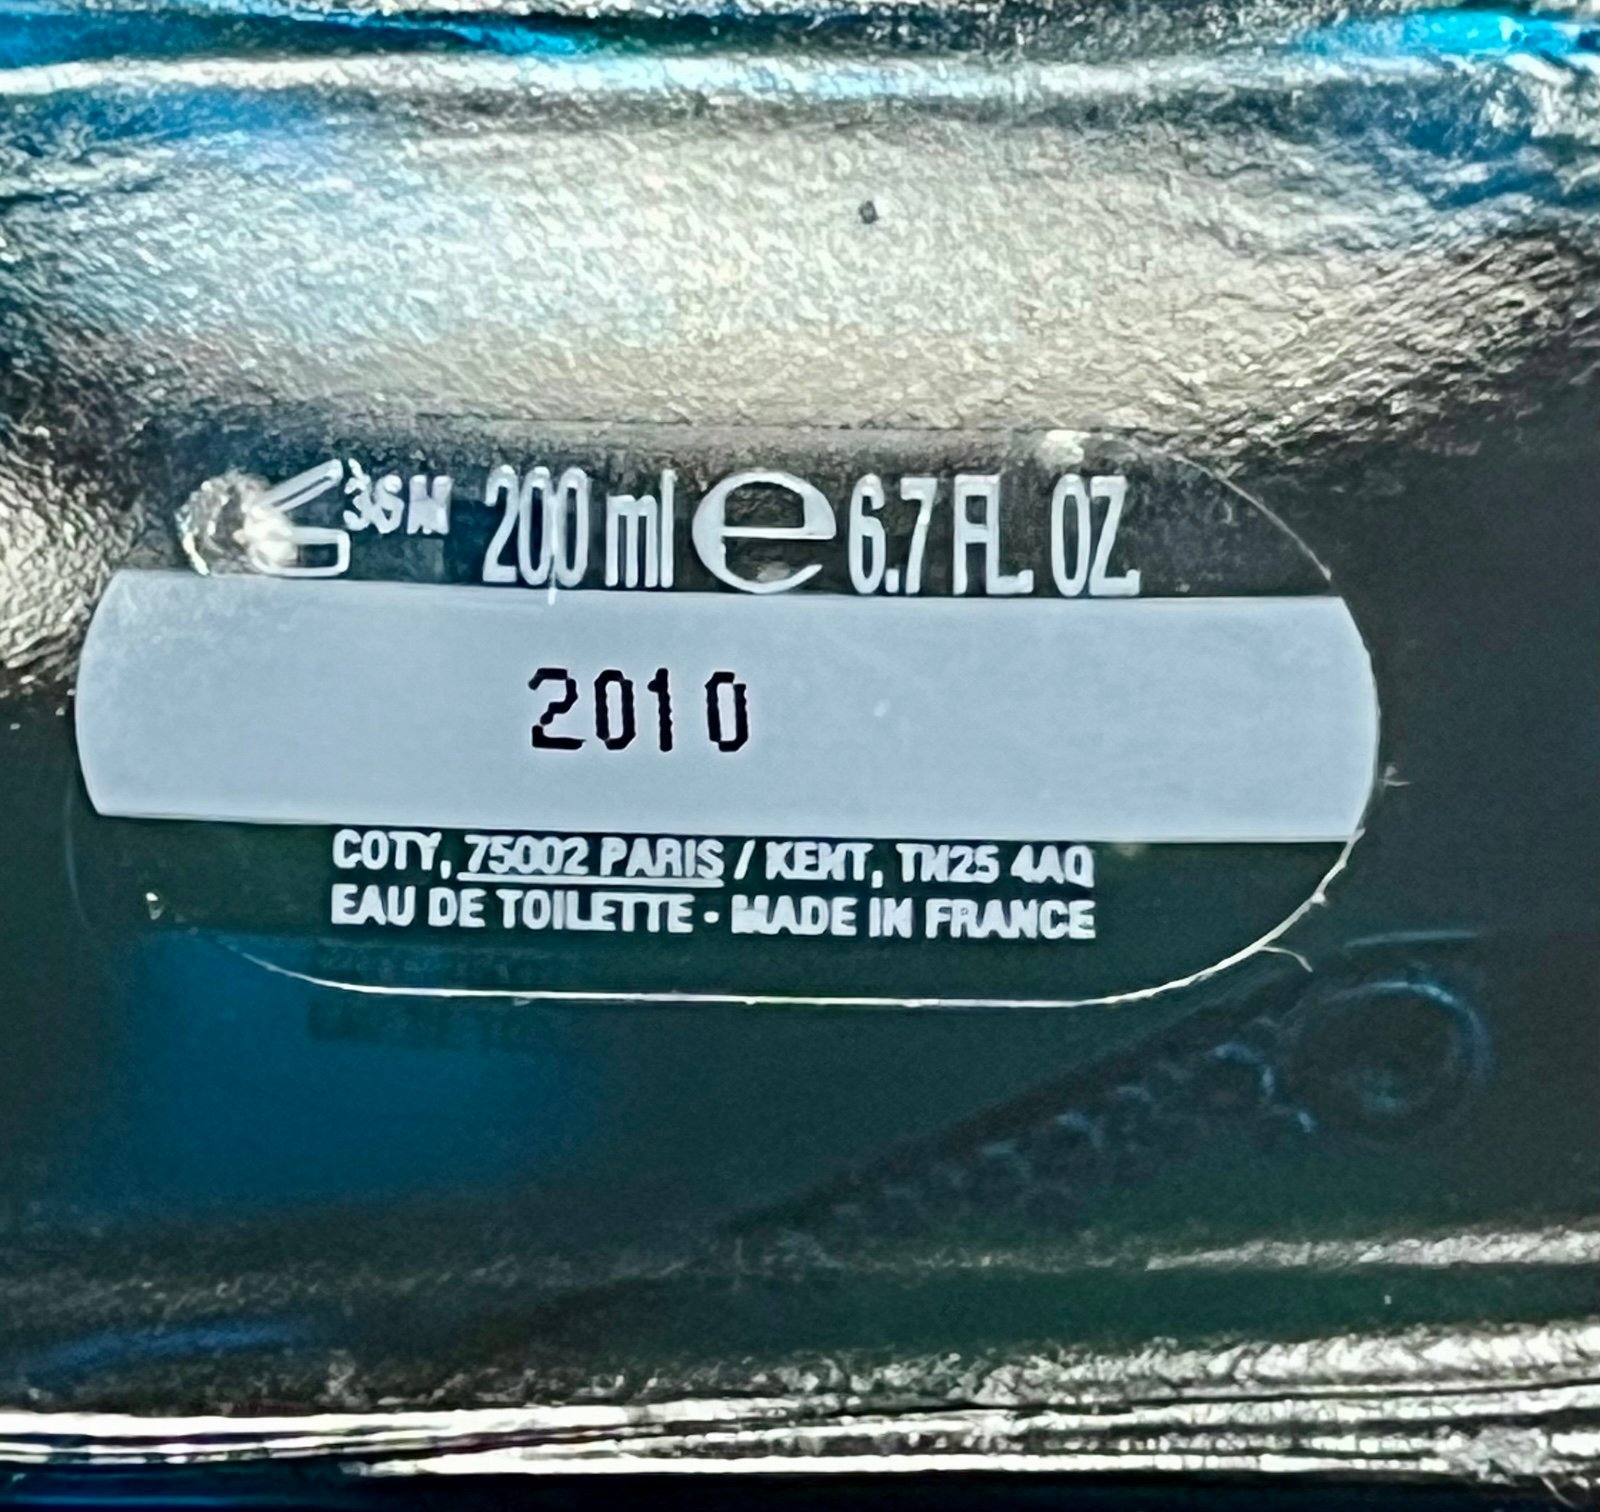 36M 200 ml e 6.7 FL OZ
2010
COTY, 75002 PARIS / KENT, TN25 4AQ
EAU DE TOILETTE - MADE IN FRANCE